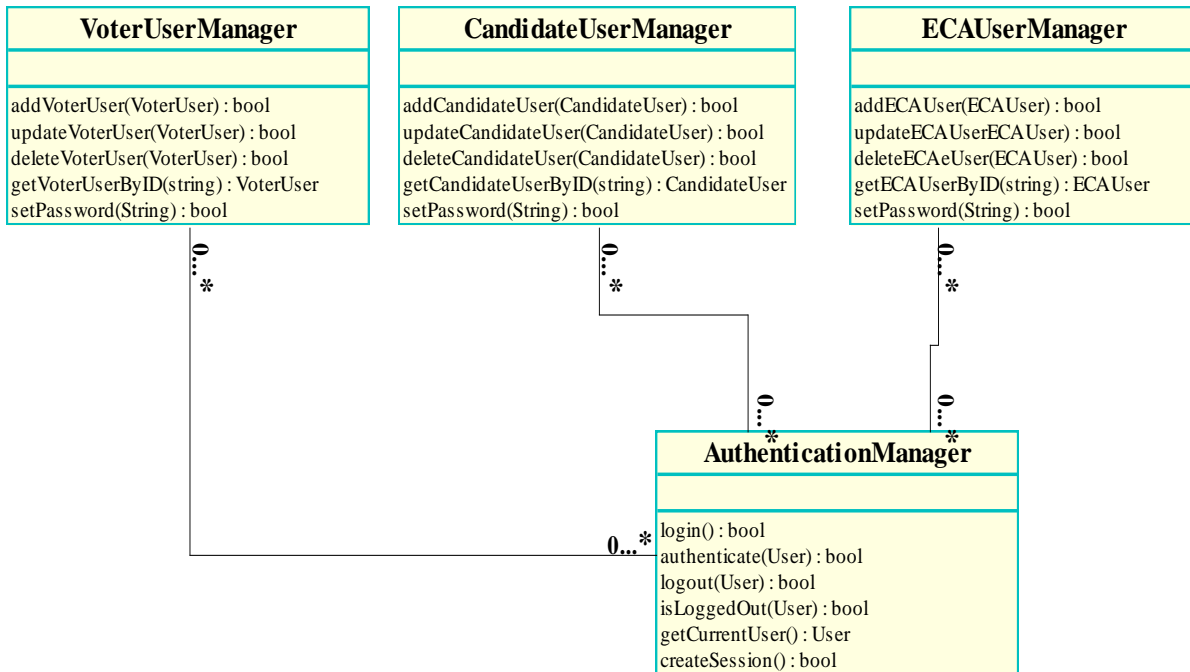 VoterUserManager
addVoterUser(VoterUser) : bool
updateVoterUser(VoterUser) : bool
deleteVoterUser(VoterUser) : bool
getVoterUserByID(string) : VoterUser
setPassword(String) : bool
CandidateUserManager
addCandidateUser(CandidateUser) : bool
updateCandidateUser(CandidateUser) : bool
deleteCandidateUser(CandidateUser) : bool
getCandidateUserByID(string) : CandidateUser
setPassword(String) : bool
ECAUserManager
addECAUser(ECAUser) : bool
updateECAUserECAUser) : bool
deleteECAeUser(ECAUser) : bool
getECAUserByID(string) : ECAUser
setPassword(String) : bool
0...*
0...*
0...*
0...*
0...*
0...*
AuthenticationManager
login() : bool
authenticate(User) : bool
logout(User) : bool
isLoggedOut(User) : bool
getCurrentUser() : User
createSession() : bool